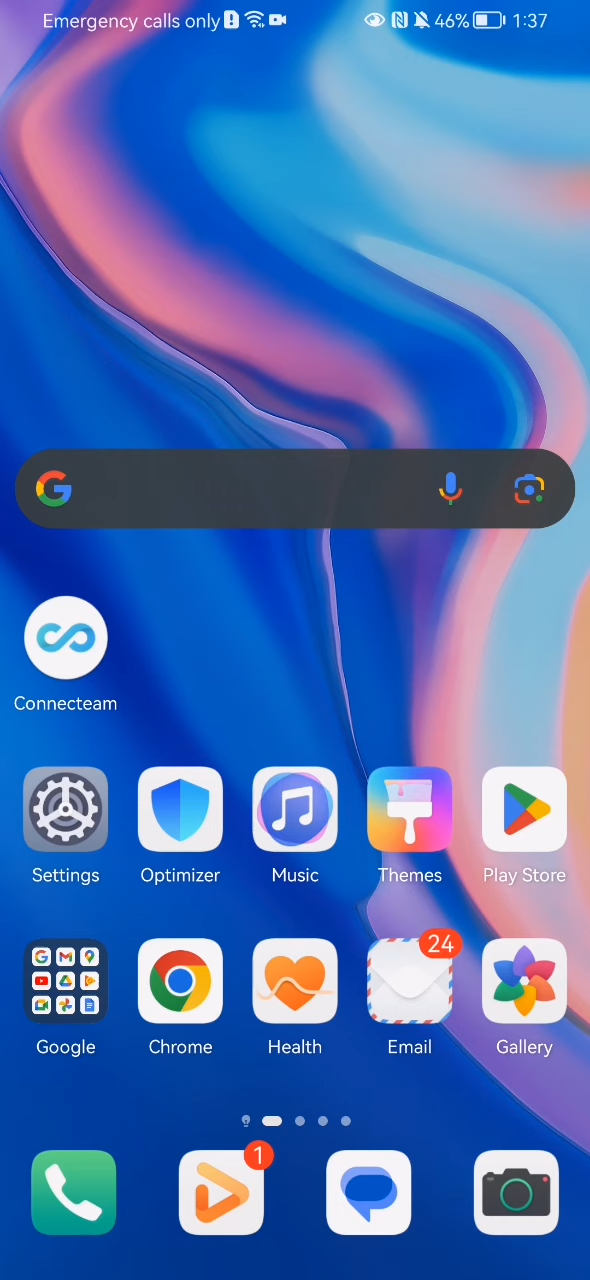 Emergency calls only 46% 1:37
Connecteam
Settings Optimizer Music Themes Play Store
24
Google Chrome Health Email Gallery
1